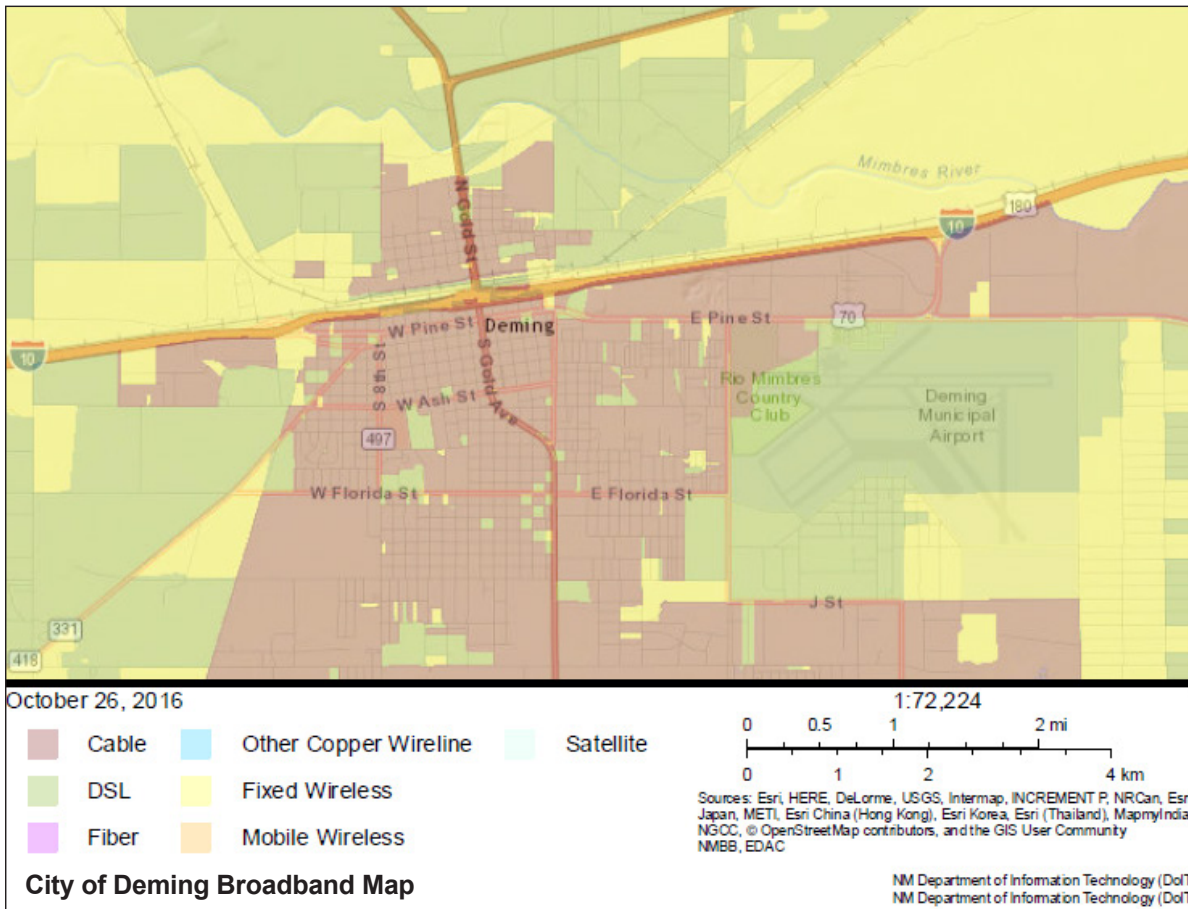 N Gold St
Mimbres River
180
10
W Pine St
Deming
E Pine St
70
10
S 8th St
S Gold Ave
W Ash St
Rio Mimbres
Country
Club
Deming
Municipal
Airport
497
W Florida St
E Florida St
J St
331
418
October 26, 2016
1:72,224
Cable
Other Copper Wireline
Satellite
DSL
Fixed Wireless
Fiber
Mobile Wireless
0 0.5 1 2 mi
0 1 2 4 km
Sources: Esri, HERE, DeLorme, USGS, Intermap, INCREMENT P, NRCan, Esri
Japan, METI, Esri China (Hong Kong), Esri Korea, Esri (Thailand), MapmyIndia,
NGCC, © OpenStreetMap contributors, and the GIS User Community
NMBB, EDAC
City of Deming Broadband Map
NM Department of Information Technology (DoIT
NM Department of Information Technology (DoIT